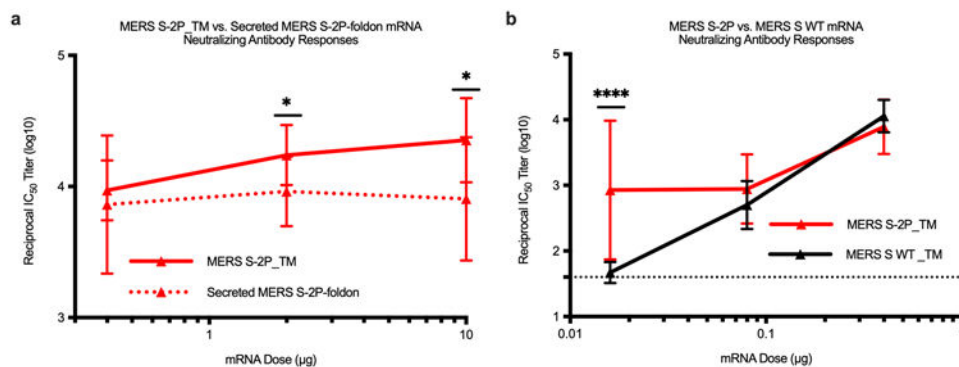 a
MERS S-2P_TM vs. Secreted MERS S-2P-foldon mRNA
Neutralizing Antibody Responses
Reciprocal IC50 Titer (log10)
5
4
3
*
*
MERS S-2P_TM
Secreted MERS S-2P-foldon
1
10
mRNA Dose (µg)
b
MERS S-2P vs. MERS S WT mRNA
Neutralizing Antibody Responses
Reciprocal IC50 Titer (log10)
5
4
3
2
1
****
MERS S-2P_TM
MERS S WT_TM
0.01
0.1
mRNA Dose (µg)